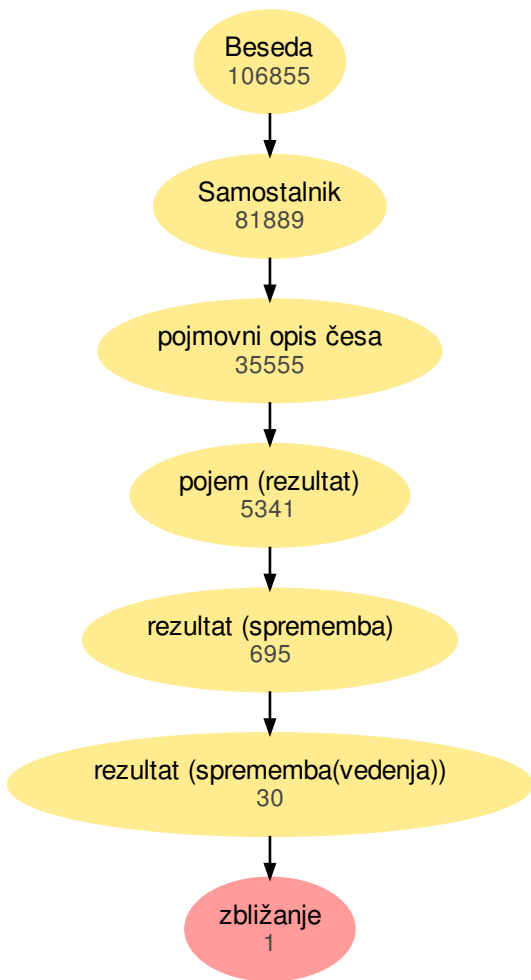 Beseda
106855
Samostalnik
81889
pojmovni opis česa
35555
pojem (rezultat)
5341
rezultat (sprememba)
695
rezultat (sprememba(vedenja))
30
zbližanje
1